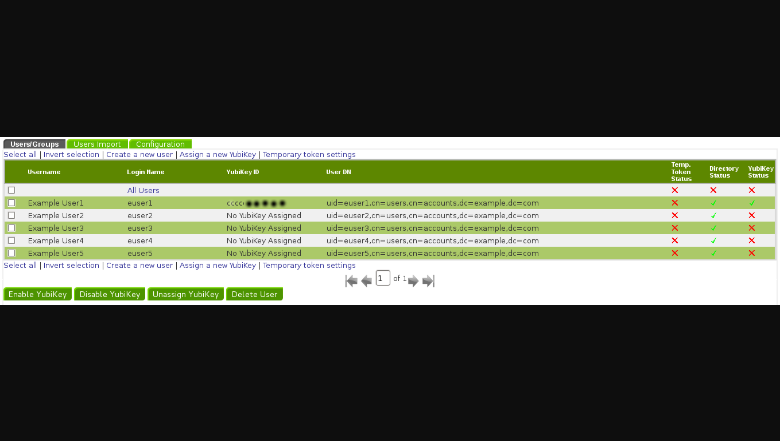 Users/Groups Users Import Configuration
Select all | Invert selection | Create a new user | Assign a new YubiKey | Temporary token settings
Username Login Name YubiKey ID User DN Temp. Token Status Directory Status YubiKey Status
All Users
Example User1 euser1 uid=euser1,cn=users,cn=accounts,dc=example,dc=com
Example User2 euser2 No YubiKey Assigned uid=euser2,cn=users,cn=accounts,dc=example,dc=com
Example User3 euser3 No YubiKey Assigned uid=euser3,cn=users,cn=accounts,dc=example,dc=com
Example User4 euser4 No YubiKey Assigned uid=euser4,cn=users,cn=accounts,dc=example,dc=com
Example User5 euser5 No YubiKey Assigned uid=euser5,cn=users,cn=accounts,dc=example,dc=com
Select all | Invert selection | Create a new user | Assign a new YubiKey | Temporary token settings
1 of 1
Enable YubiKey Disable YubiKey Unassign YubiKey Delete User